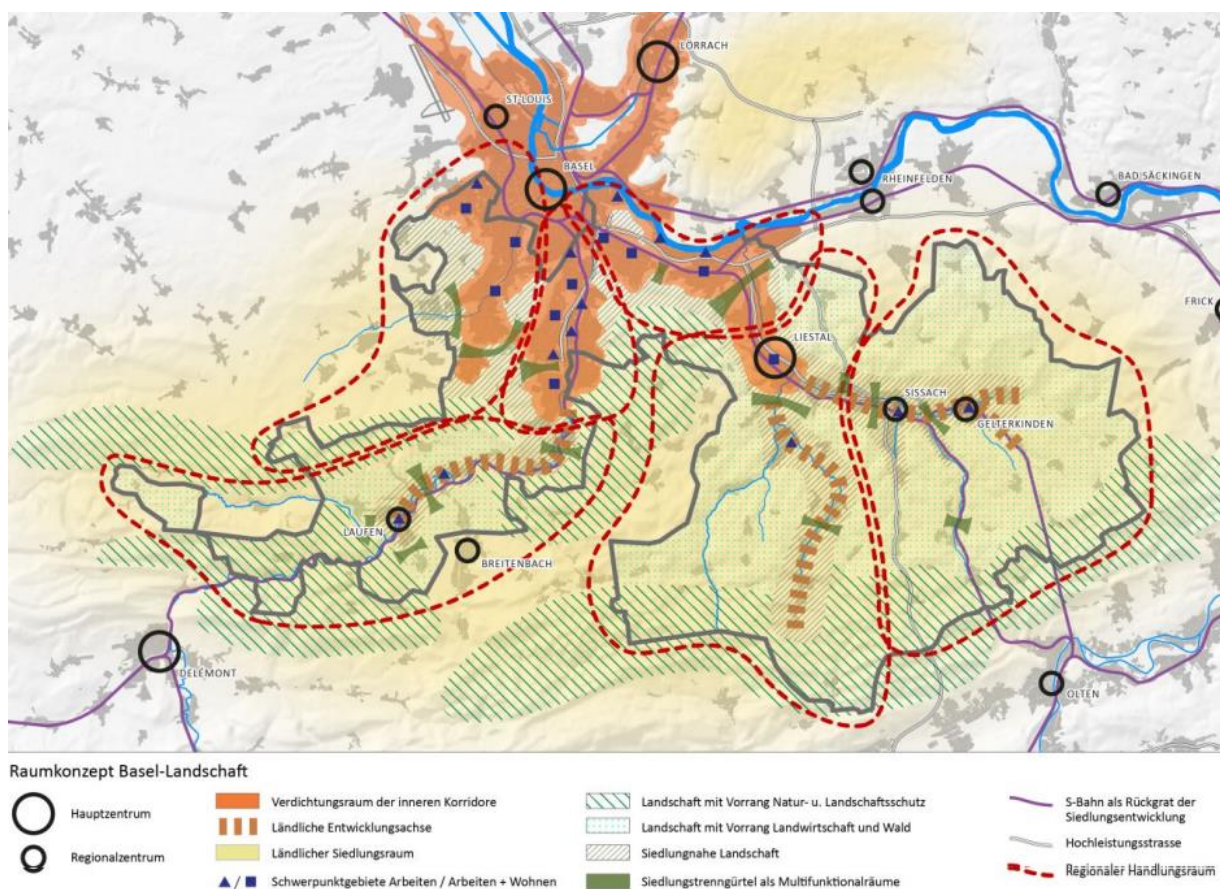 LÖRRACH
ST-LOUIS
BASEL
RHEINFELDEN
BAD SÄCKINGEN
FRICK
LIESTAL
SISSACH
GELTERKINDEN
LAUFEN
BREITENBACH
DELÉMONT
OLTEN
Raumkonzept Basel-Landschaft
Hauptzentrum
Regionalzentrum
Verdichtungsraum der inneren Korridore
Ländliche Entwicklungsachse
Ländlicher Siedlungsraum
/ Schwerpunktgebiete Arbeiten / Arbeiten + Wohnen
Landschaft mit Vorrang Natur- u. Landschaftsschutz
Landschaft mit Vorrang Landwirtschaft und Wald
Siedlungnahe Landschaft
Siedlungstrenngürtel als Multifunktionalräume
S-Bahn als Rückgrat der
Siedlungsentwicklung
Hochleistungsstrasse
Regionaler Handlungsraum